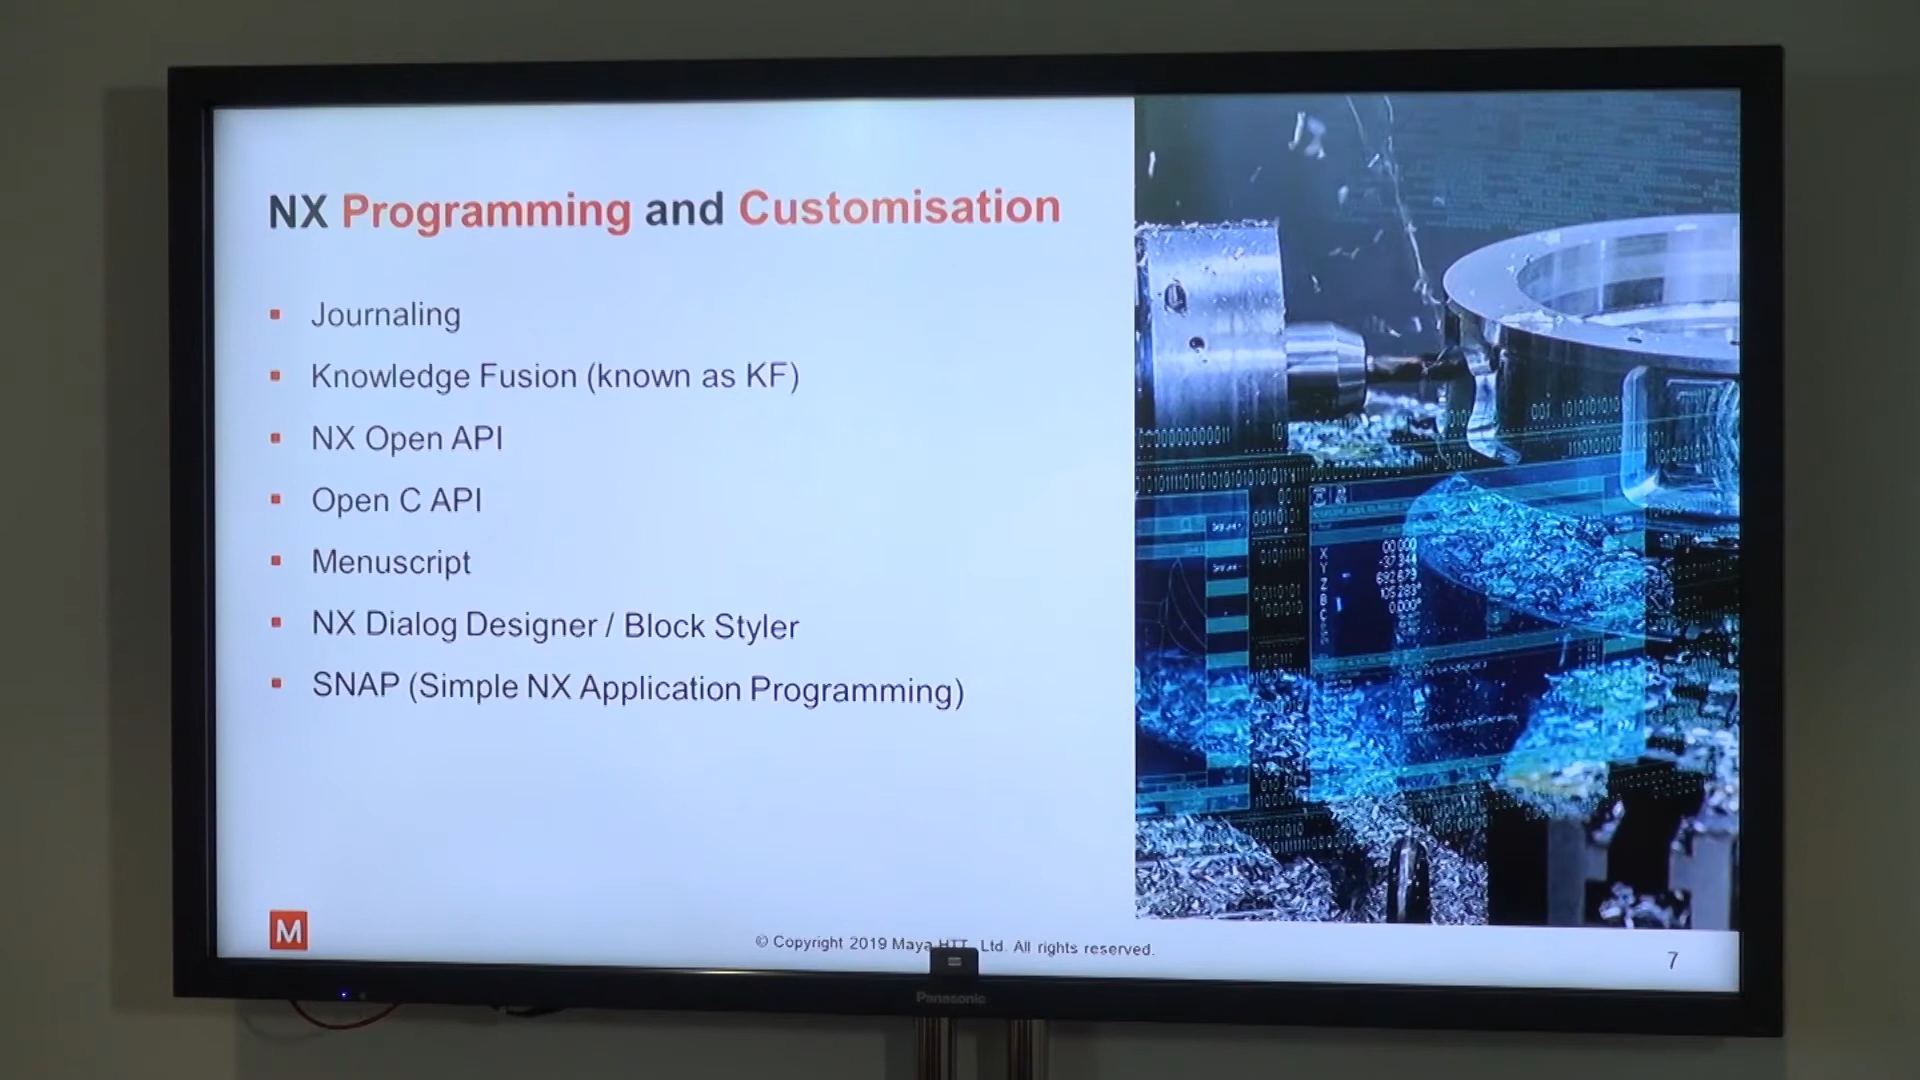 NX Programming and Customisation
Journaling
Knowledge Fusion (known as KF)
NX Open API
Open C API
Menuscript
NX Dialog Designer / Block Styler
SNAP (Simple NX Application Programming)
M
© Copyright 2019 Maya HTT Ltd. All rights reserved.
7
Panasonic
X
Y
Z
B
C